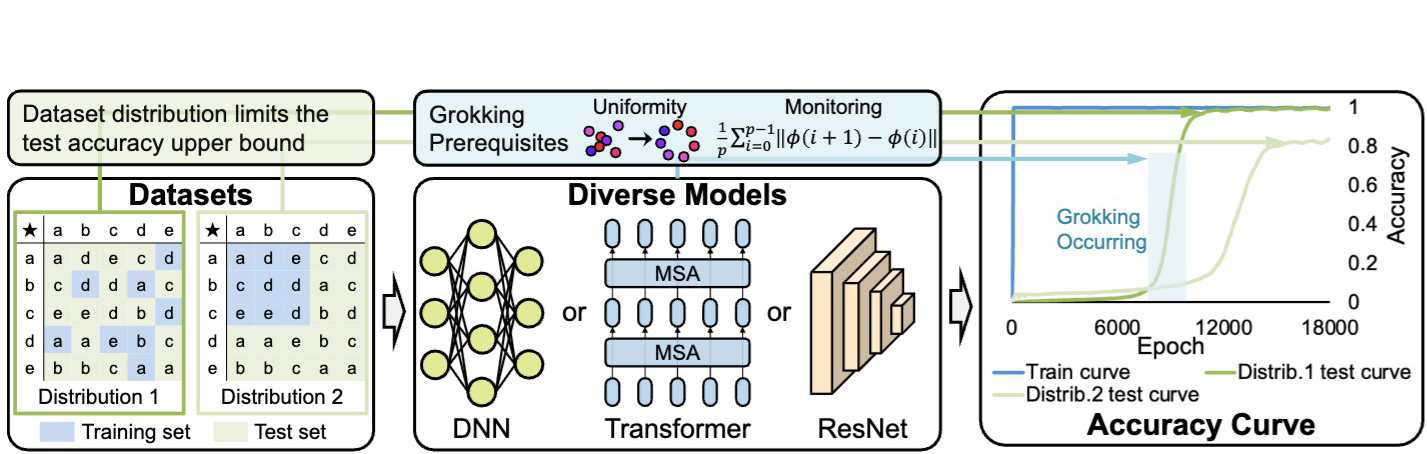 Dataset distribution limits the
test accuracy upper bound
Grokking
Prerequisites
Uniformity
Monitoring
$\frac{1}{p}\sum_{i=0}^{p-1}\|\phi(i+1)-\phi(i)\|$
Datasets
★ a b c d e
a a d e c d
b c d d a c
c e e d b d
d a a e b c
e b b c a a
Distribution 1
★ a b c d e
a a d e c d
b c d d a c
c e e d b d
d a a e b c
e b b c a a
Distribution 2
Training set
Test set
Diverse Models
or
MSA
MSA
or
DNN
Transformer
ResNet
Grokking
Occurring
1
0.8
0.6
0.4
0.2
0
Accuracy
0 6000 12000 18000
Epoch
Train curve
Distrib.1 test curve
Distrib.2 test curve
Accuracy Curve